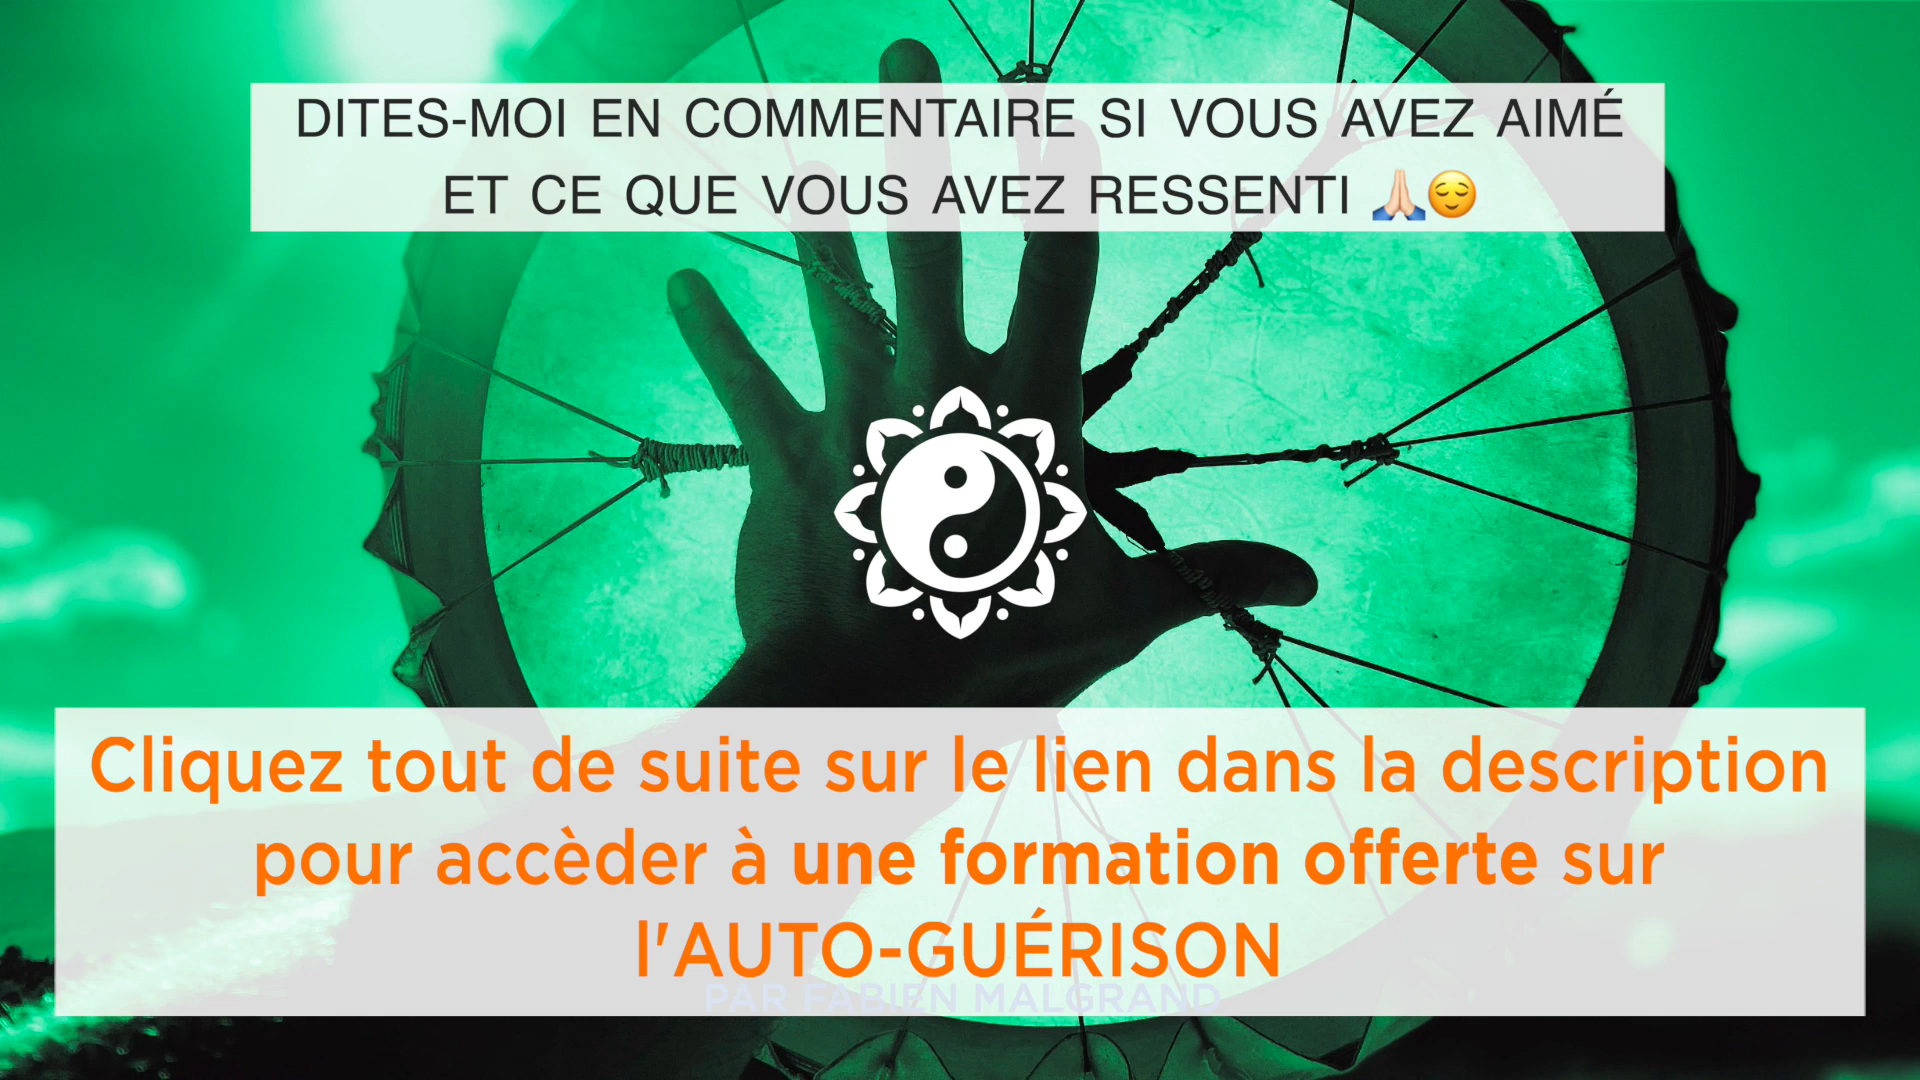 DITES-MOI EN COMMENTAIRE SI VOUS AVEZ AIMÉ
ET CE QUE VOUS AVEZ RESSENTI 🙏🏻😌
Cliquez tout de suite sur le lien dans la description
pour accèder à une formation offerte sur
l'AUTO-GUÉRISON
PAR FABIEN MALGRAND